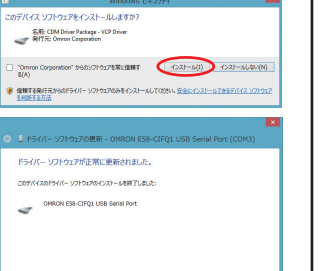 Windows セキュリティ
このデバイス ソフトウェアをインストールしますか?
名前: CDM Driver Package - VCP Driver
発行元: Omron Corporation
"Omron Corporation" からのソフトウェアを常に信頼する(A)
インストール(I)
インストールしない(N)
信頼する発行元からのドライバー ソフトウェアのみをインストールしてください。安全にインストールできるデバイス ソフトウェアを判断する方法
ドライバー ソフトウェアの更新 - OMRON E58-CIFQ1 USB Serial Port (COM3)
ドライバー ソフトウェアが正常に更新されました。
このデバイスのドライバー ソフトウェアのインストールを終了しました:
OMRON E58-CIFQ1 USB Serial Port